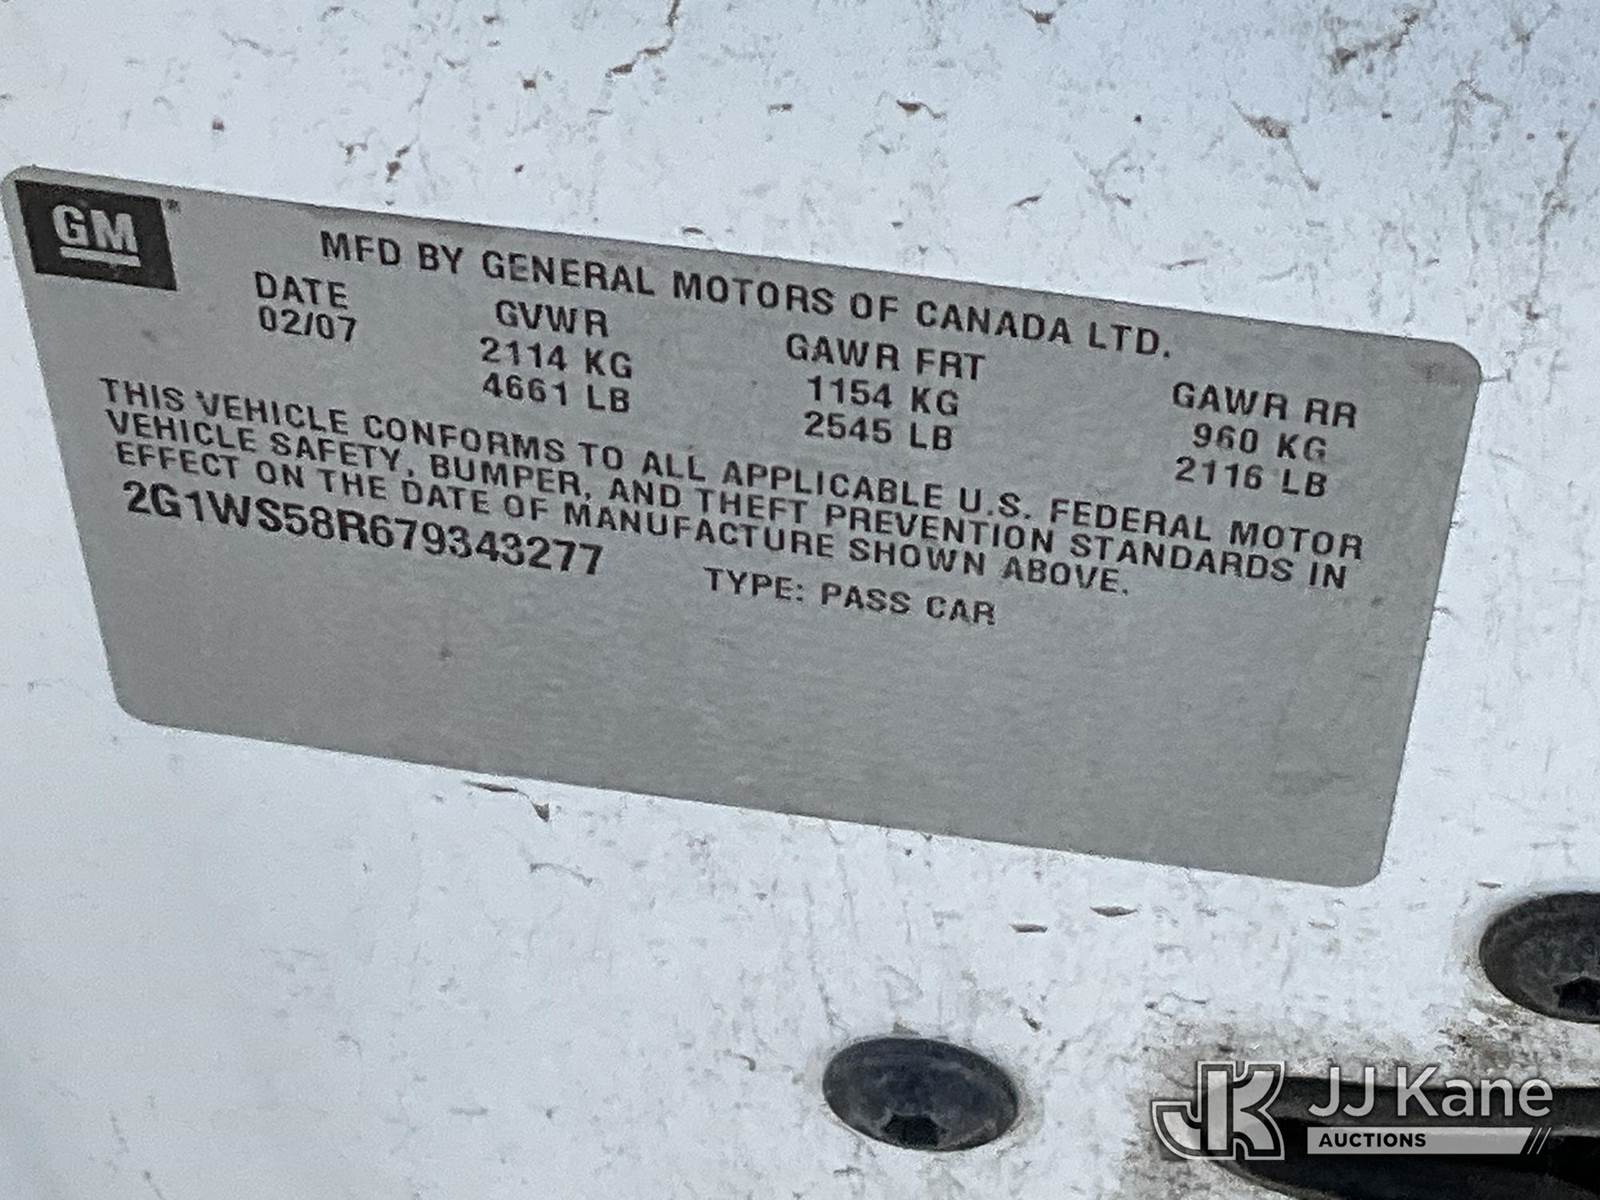 GM®
MFD BY GENERAL MOTORS OF CANADA LTD.
DATE GVWR GAWR FRT GAWR RR
02/07 2114 KG 1154 KG 960 KG
4661 LB 2545 LB 2116 LB
THIS VEHICLE CONFORMS TO ALL APPLICABLE U.S. FEDERAL MOTOR
VEHICLE SAFETY, BUMPER, AND THEFT PREVENTION STANDARDS IN
EFFECT ON THE DATE OF MANUFACTURE SHOWN ABOVE.
2G1WS58R679343277 TYPE: PASS CAR
JK JJ Kane
AUCTIONS